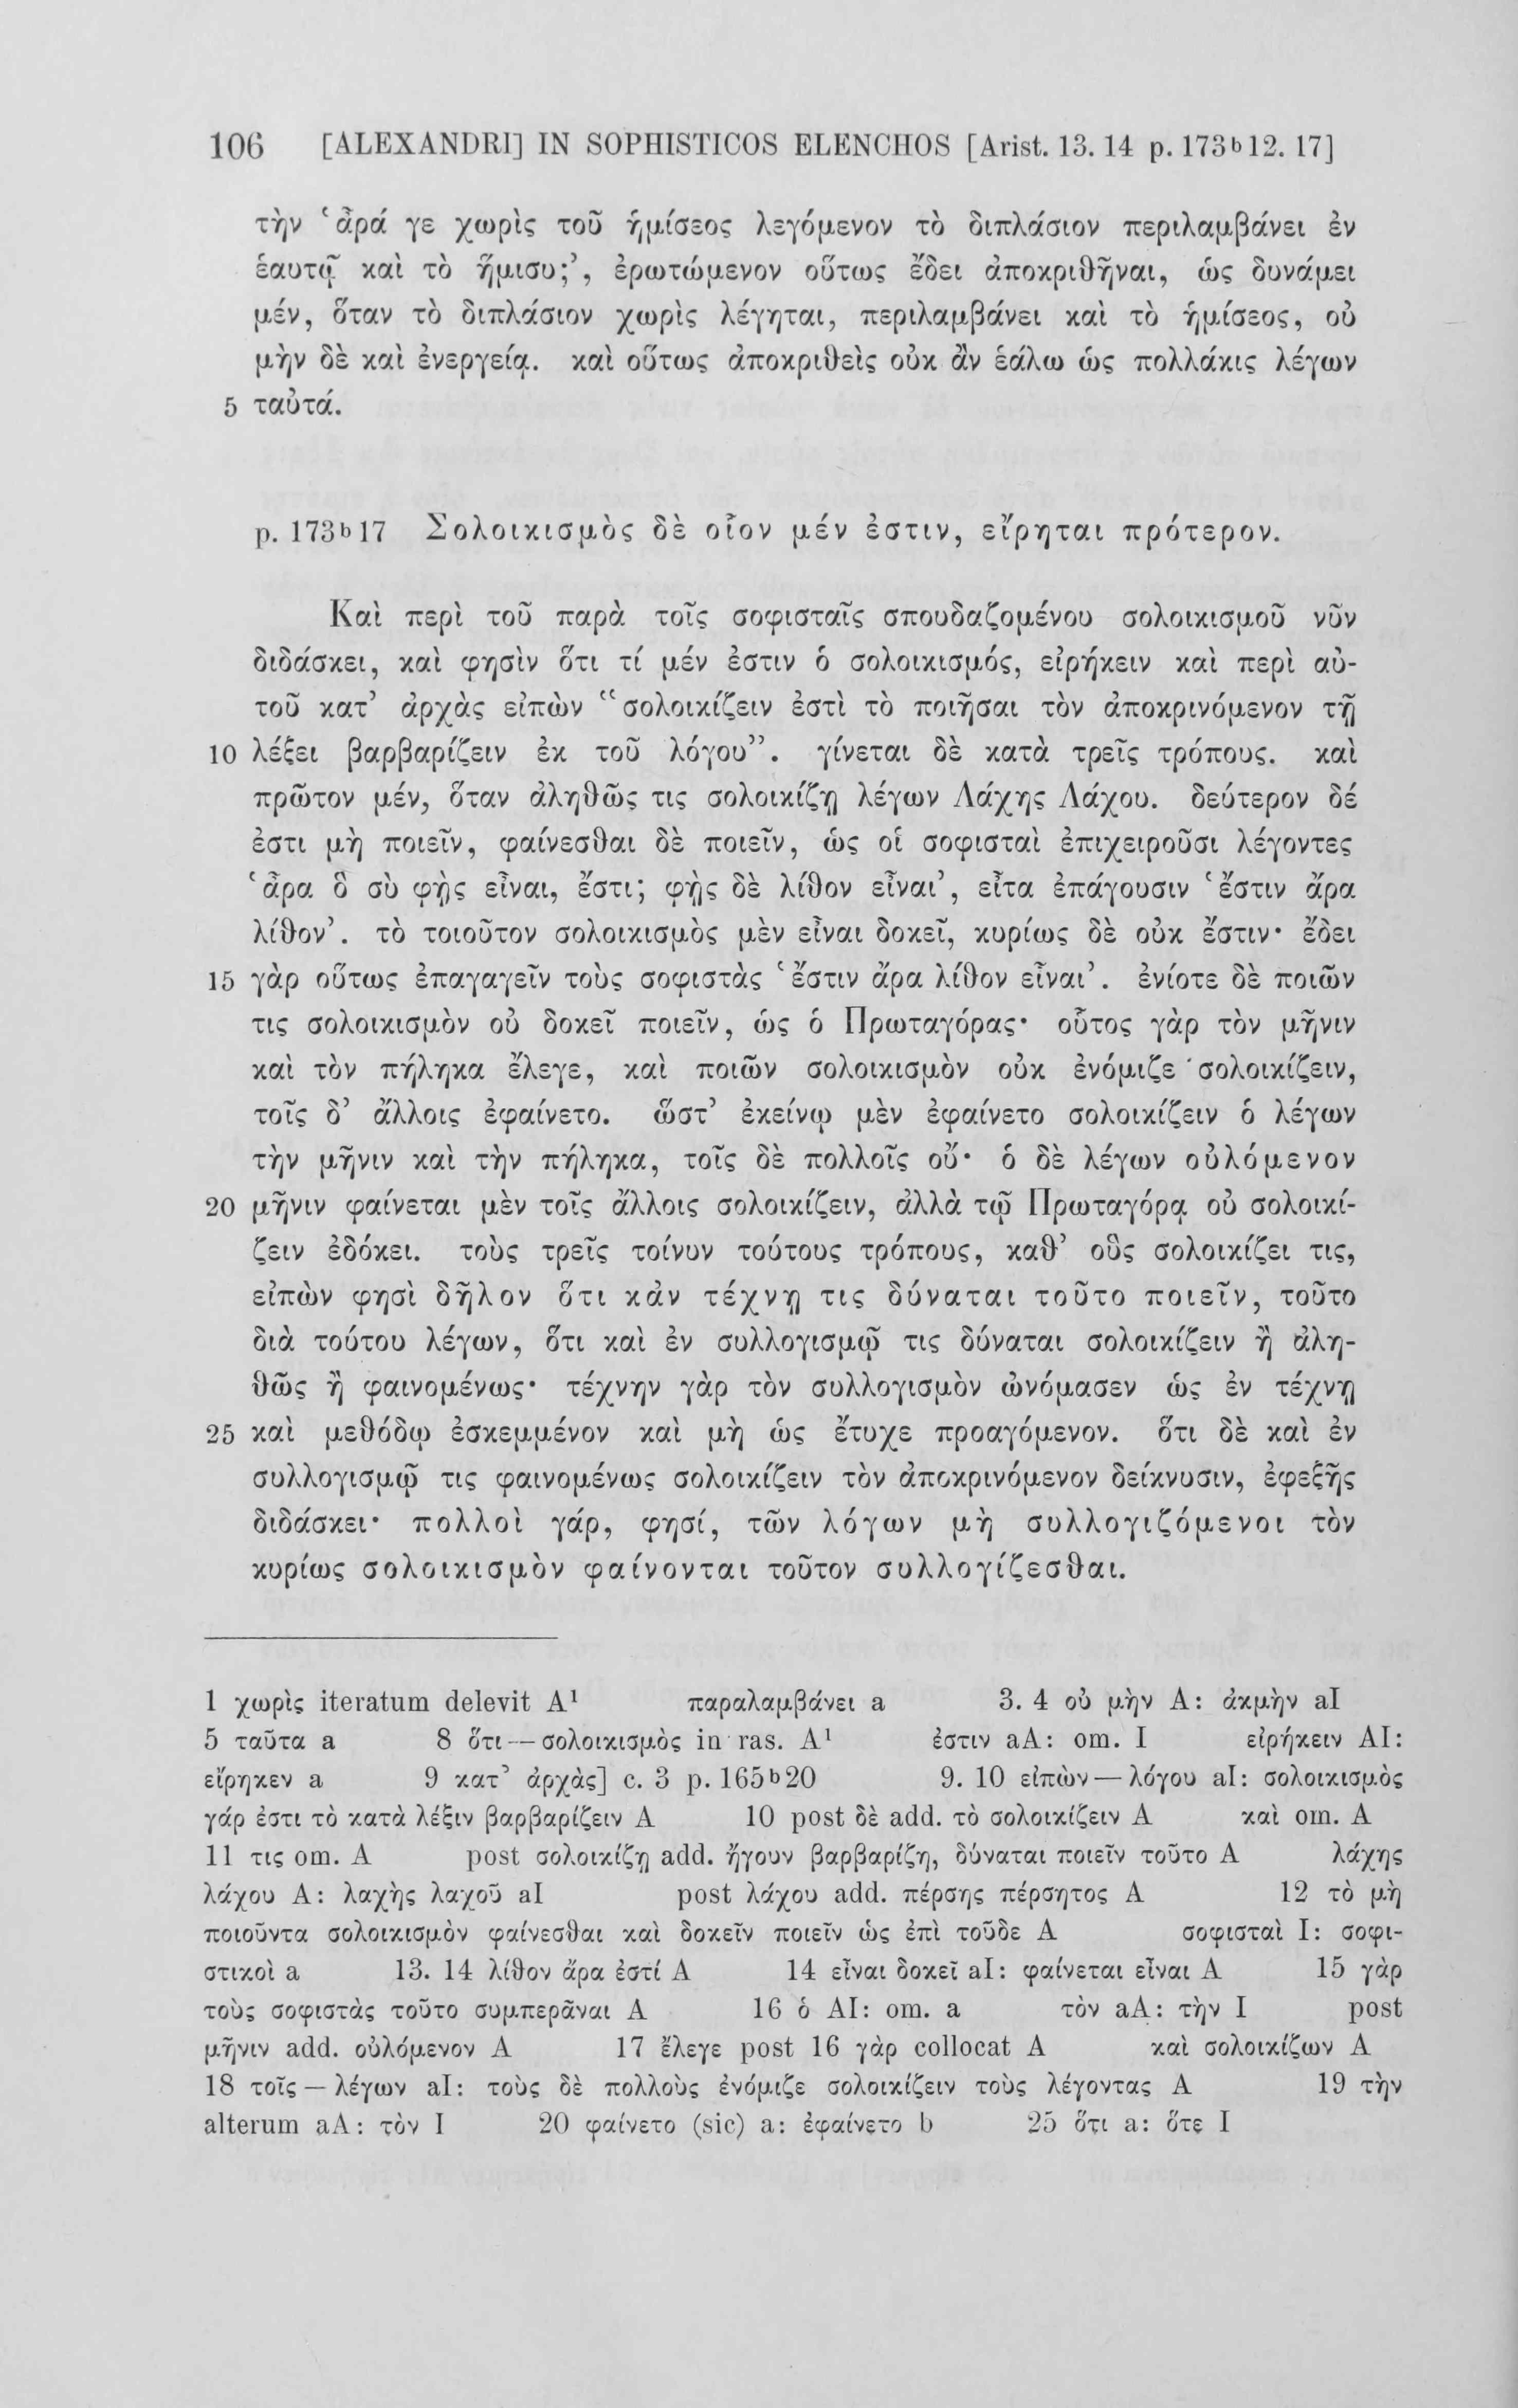 106 [ALEXANDRI] IN SOPHISTICOS ELENCHOS [Arist. 13. 14 p. 173b12. 17]
τὴν ‘ἆρά γε χωρὶς τοῦ ἡμίσεος λεγόμενον τὸ διπλάσιον περιλαμβάνει ἐν
ἑαυτῷ καὶ τὸ ἥμισυ;’, ἐρωτώμενον οὕτως ἔδει ἀποκριθῆναι, ὡς δυνάμει
μέν, ὅταν τὸ διπλάσιον χωρὶς λέγηται, περιλαμβάνει καὶ τὸ ἡμίσεος, οὐ
μὴν δὲ καὶ ἐνεργείᾳ. καὶ οὕτως ἀποκριθεὶς οὐκ ἂν ἑάλω ὡς πολλάκις λέγων
5 ταὐτά.
p. 173b17 Σολοικισμὸς δὲ οἷον μέν ἐστιν, εἴρηται πρότερον.
Καὶ περὶ τοῦ παρὰ τοῖς σοφισταῖς σπουδαζομένου σολοικισμοῦ νῦν
διδάσκει, καὶ φησὶν ὅτι τί μέν ἐστιν ὁ σολοικισμός, εἰρήκειν καὶ περὶ αὐ-
τοῦ κατ’ ἀρχὰς εἰπὼν “σολοικίζειν ἐστὶ τὸ ποιῆσαι τὸν ἀποκρινόμενον τῇ
10 λέξει βαρβαρίζειν ἐκ τοῦ λόγου”. γίνεται δὲ κατὰ τρεῖς τρόπους. καὶ
πρῶτον μέν, ὅταν ἀληθῶς τις σολοικίζῃ λέγων Λάχης Λάχου. δεύτερον δέ
ἐστι μὴ ποιεῖν, φαίνεσθαι δὲ ποιεῖν, ὡς οἱ σοφισταὶ ἐπιχειροῦσι λέγοντες
‘ἆρα ὃ σὺ φῂς εἶναι, ἔστι; φῂς δὲ λίθον εἶναι’, εἶτα ἐπάγουσιν ‘ἔστιν ἄρα
λίθον’. τὸ τοιοῦτον σολοικισμὸς μὲν εἶναι δοκεῖ, κυρίως δὲ οὐκ ἔστιν· ἔδει
15 γὰρ οὕτως ἐπαγαγεῖν τοὺς σοφιστὰς ‘ἔστιν ἄρα λίθον εἶναι’. ἐνίοτε δὲ ποιῶν
τις σολοικισμὸν οὐ δοκεῖ ποιεῖν, ὡς ὁ Πρωταγόρας· οὗτος γὰρ τὸν μῆνιν
καὶ τὸν πήληκα ἔλεγε, καὶ ποιῶν σολοικισμὸν οὐκ ἐνόμιζε σολοικίζειν,
τοῖς δ’ ἄλλοις ἐφαίνετο. ὥστ’ ἐκείνῳ μὲν ἐφαίνετο σολοικίζειν ὁ λέγων
τὴν μῆνιν καὶ τὴν πήληκα, τοῖς δὲ πολλοῖς οὔ· ὁ δὲ λέγων οὐλόμενον
20 μῆνιν φαίνεται μὲν τοῖς ἄλλοις σολοικίζειν, ἀλλὰ τῷ Πρωταγόρᾳ οὐ σολοικί-
ζειν ἐδόκει. τοὺς τρεῖς τοίνυν τούτους τρόπους, καθ’ οὓς σολοικίζει τις,
εἰπὼν φησὶ δῆλον ὅτι κἀν τέχνῃ τις δύναται τοῦτο ποιεῖν, τοῦτο
διὰ τούτου λέγων, ὅτι καὶ ἐν συλλογισμῷ τις δύναται σολοικίζειν ἢ ἀλη-
θῶς ἢ φαινομένως· τέχνην γὰρ τὸν συλλογισμὸν ὠνόμασεν ὡς ἐν τέχνῃ
25 καὶ μεθόδῳ ἐσκεμμένον καὶ μὴ ὡς ἔτυχε προαγόμενον. ὅτι δὲ καὶ ἐν
συλλογισμῷ τις φαινομένως σολοικίζειν τὸν ἀποκρινόμενον δείκνυσιν, ἐφεξῆς
διδάσκει· πολλοὶ γάρ, φησί, τῶν λόγων μὴ συλλογιζόμενοι τὸν
κυρίως σολοικισμὸν φαίνονται τοῦτον συλλογίζεσθαι.
1 χωρὶς iteratum delevit A¹ παραλαμβάνει a 3. 4 οὐ μὴν A: ἀκμὴν aI
5 ταῦτα a 8 ὅτι — σολοικισμὸς in ras. A¹ ἐστιν aA: om. I εἰρήκειν AI:
εἴρηκεν a 9 κατ’ ἀρχὰς] c. 3 p. 165b20 9. 10 εἰπὼν — λόγου aI: σολοικισμὸς
γάρ ἐστι τὸ κατὰ λέξιν βαρβαρίζειν A 10 post δὲ add. τὸ σολοικίζειν A καὶ om. A
11 τις om. A post σολοικίζῃ add. ἤγουν βαρβαρίζῃ, δύναται ποιεῖν τοῦτο A λάχης
λάχου A: λαχὴς λαχοῦ aI post λάχου add. πέρσης πέρσητος A 12 τὸ μὴ
ποιοῦντα σολοικισμὸν φαίνεσθαι καὶ δοκεῖν ποιεῖν ὡς ἐπὶ τοῦδε A σοφισταὶ I: σοφι-
στικοὶ a 13. 14 λίθον ἄρα ἐστί A 14 εἶναι δοκεῖ aI: φαίνεται εἶναι A 15 γὰρ
τοὺς σοφιστὰς τοῦτο συμπερᾶναι A 16 ὁ AI: om. a τὸν aA: τὴν I post
μῆνιν add. οὐλόμενον A 17 ἔλεγε post 16 γὰρ collocat A καὶ σολοικίζων A
18 τοῖς — λέγων aI: τοὺς δὲ πολλοὺς ἐνόμιζε σολοικίζειν τοὺς λέγοντας A 19 τὴν
alterum aA: τὸν I 20 φαίνετο (sic) a: ἐφαίνετο b 25 ὅτι a: ὅτε I